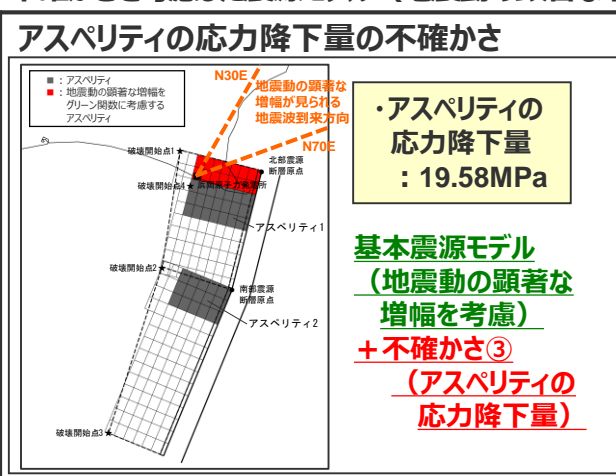 アスペリティの応力降下量の不確かさ
■：アスペリティ
■：地震動の顕著な増幅を
グリーン関数に考慮する
アスペリティ
N30E
地震動の顕著な
増幅が見られる
地震波到来方向
N70E
破壊開始点1
北部震源
断層原点
破壊開始点4
浜岡原子力発電所
アスペリティ1
破壊開始点2
南部震源
断層原点
アスペリティ2
破壊開始点3
・アスペリティの
応力降下量
：19.58MPa
基本震源モデル
（地震動の顕著な
増幅を考慮）
＋不確かさ③
（アスペリティの
応力降下量）